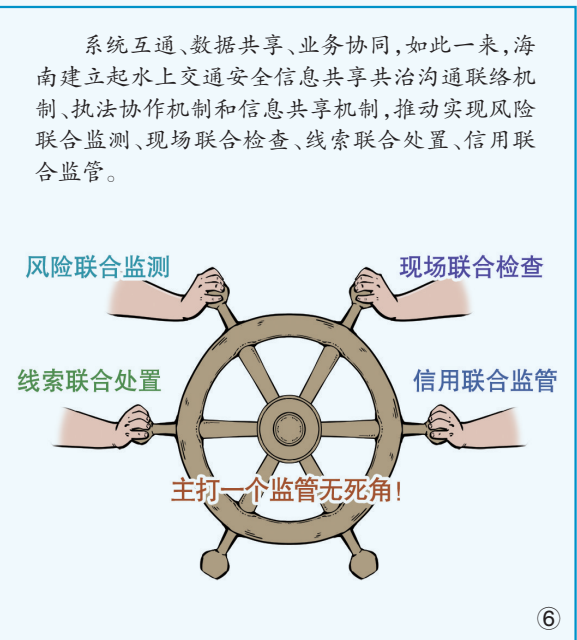 系统互通、数据共享、业务协同,如此一来,海
南建立起水上交通安全信息共享共治沟通联络机
制、执法协作机制和信息共享机制,推动实现风险
联合监测、现场联合检查、线索联合处置、信用联
合监管。
风险联合监测
现场联合检查
线索联合处置
信用联合监管
主打一个监管无死角!
⑥